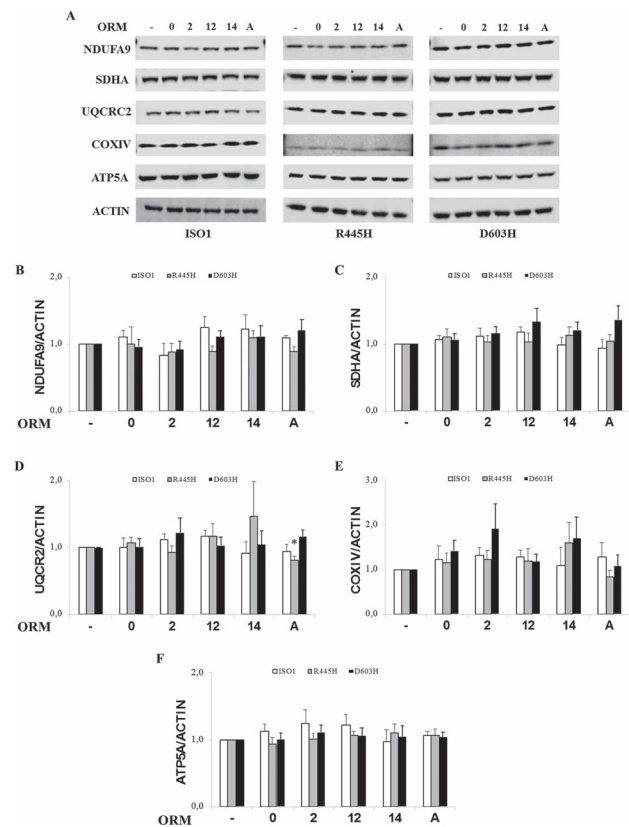 A
ORM - 0 2 12 14 A - 0 2 12 14 A - 0 2 12 14 A
NDUFA9
SDHA
UQCRC2
COXIV
ATP5A
ACTIN
ISO1 R445H D603H
B
ISO1 R445H D603H
2,0
1,0
0,0
NDUFA9/ACTIN
ORM - 0 2 12 14 A
C
ISO1 R445H D603H
2,0
1,0
0,0
SDHA/ACTIN
- 0 2 12 14 A
D
ISO1 R445H D603H
2,0
1,0
0,0
UQCR2/ACTIN
*
ORM - 0 2 12 14 A
E
ISO1 R445H D603H
3,0
2,0
1,0
0,0
COXIV/ACTIN
- 0 2 12 14 A
F
ISO1 R445H D603H
2,0
1,0
0,0
ATP5A/ACTIN
ORM - 0 2 12 14 A